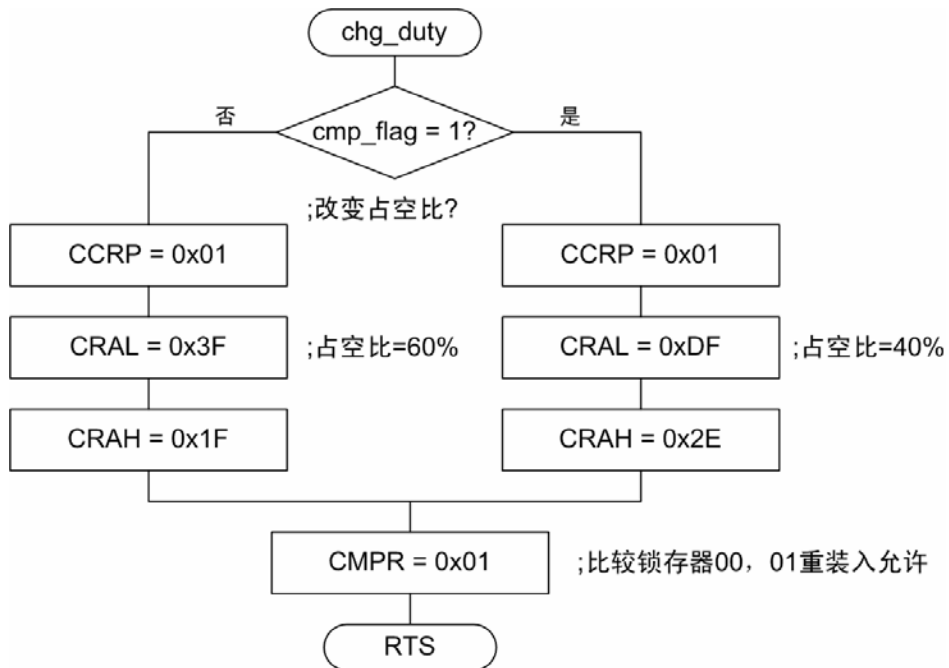 chg_duty
否
cmp_flag = 1?
是
;改变占空比?
CCRP = 0x01
CCRP = 0x01
CRAL = 0x3F
;占空比=60%
CRAL = 0xDF
;占空比=40%
CRAH = 0x1F
CRAH = 0x2E
CMPR = 0x01
;比较锁存器00，01重装入允许
RTS